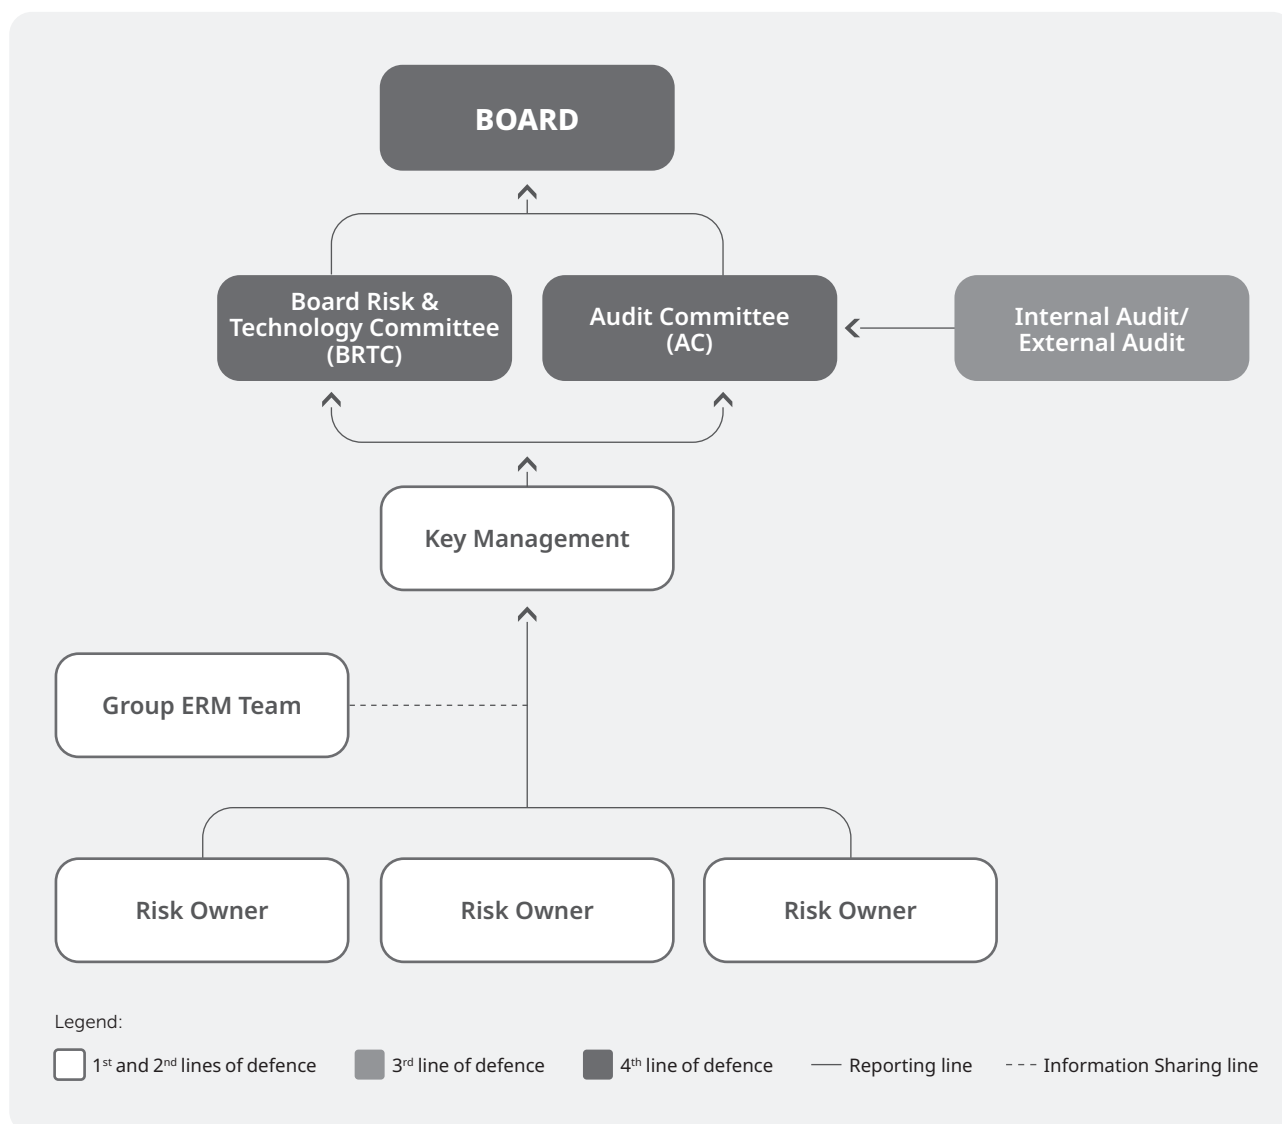 BOARD
Board Risk &
Technology Committee
(BRTC)
Audit Committee
(AC)
Internal Audit/
External Audit
Key Management
Group ERM Team
Risk Owner
Risk Owner
Risk Owner
Legend:
1st and 2nd lines of defence
3rd line of defence
4th line of defence
Reporting line
Information Sharing line